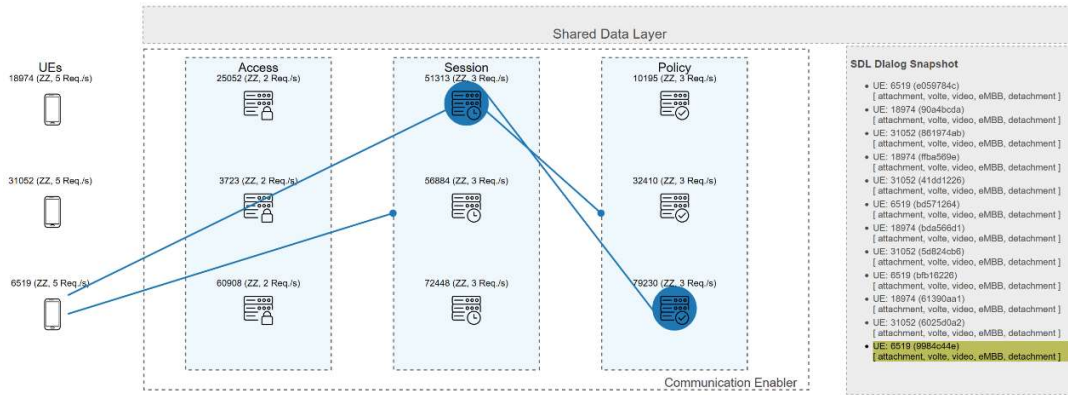 Shared Data Layer
UEs
Access
Session
Policy
18974 (ZZ, 5 Req./s)
25052 (ZZ, 2 Req./s)
51313 (ZZ, 3 Req./s)
10195 (ZZ, 3 Req./s)
31052 (ZZ, 5 Req./s)
3723 (ZZ, 2 Req./s)
56884 (ZZ, 3 Req./s)
32410 (ZZ, 3 Req./s)
6519 (ZZ, 5 Req./s)
60908 (ZZ, 2 Req./s)
72448 (ZZ, 3 Req./s)
79230 (ZZ, 3 Req./s)
Communication Enabler
SDL Dialog Snapshot
UE: 6519 (e059784c)
[ attachment, volte, video, eMBB, detachment ]
UE: 18974 (90a4bcda)
[ attachment, volte, video, eMBB, detachment ]
UE: 31052 (861974ab)
[ attachment, volte, video, eMBB, detachment ]
UE: 18974 (ffba569e)
[ attachment, volte, video, eMBB, detachment ]
UE: 31052 (41dd1226)
[ attachment, volte, video, eMBB, detachment ]
UE: 6519 (bd571264)
[ attachment, volte, video, eMBB, detachment ]
UE: 18974 (bda566d1)
[ attachment, volte, video, eMBB, detachment ]
UE: 31052 (5d824cb6)
[ attachment, volte, video, eMBB, detachment ]
UE: 6519 (bfb16226)
[ attachment, volte, video, eMBB, detachment ]
UE: 18974 (61390aa1)
[ attachment, volte, video, eMBB, detachment ]
UE: 31052 (6025d0a2)
[ attachment, volte, video, eMBB, detachment ]
UE: 6519 (9984c44e)
[ attachment, volte, video, eMBB, detachment ]